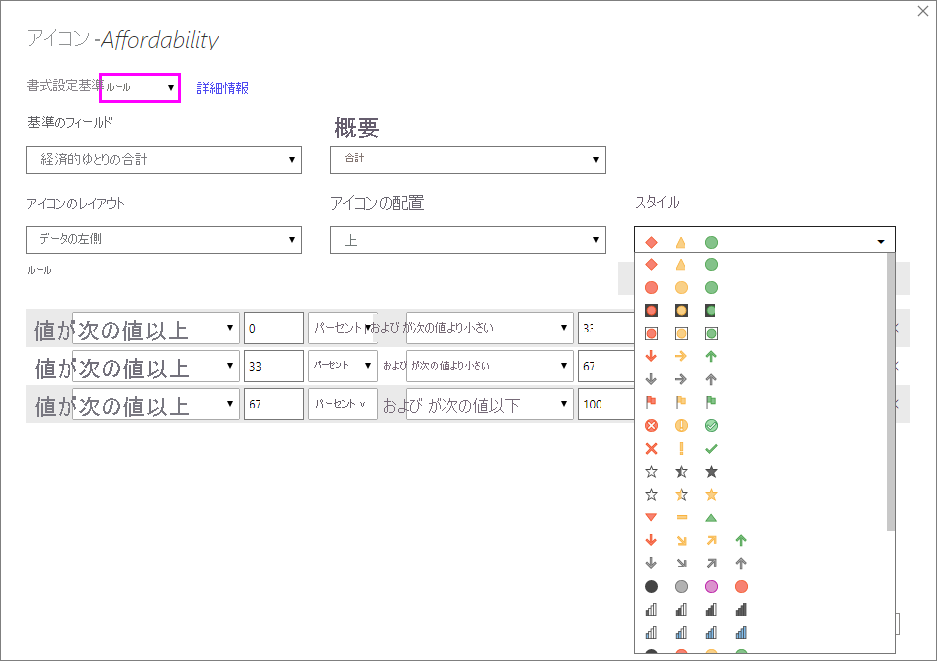 アイコン -Affordability
書式設定基準 ルール 詳細情報
基準のフィールド 概要
経済的ゆとりの合計 合計
アイコンのレイアウト アイコンの配置 スタイル
データの左側 上
ルール
値が 次の値以上 0 パーセント および が次の値より小さい 33
値が 次の値以上 33 パーセント および が次の値より小さい 67
値が 次の値以上 67 パーセント v および が次の値以下 100